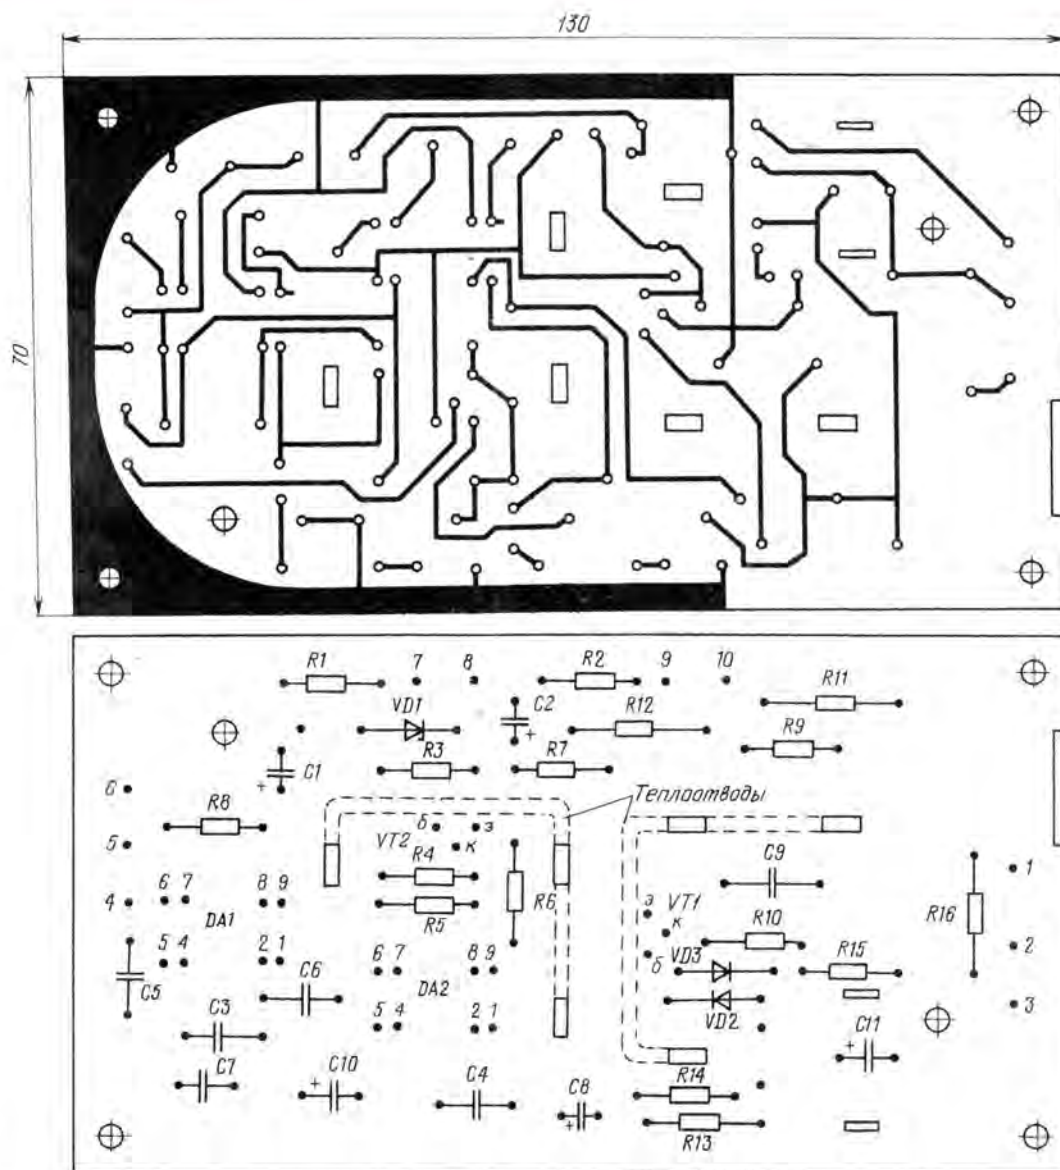 130
70
R1 7 8 R2 9 10 R11
VD1 C2 R12 R9
+
R3 R7
C1
+
6 R8 Теплоотводы
5 VT2 б э
к
R4 C9
4 6 7 8 9 R5 R6 э VT1 1
DA1 к R10 R16
5 4 2 1 б VD3 R15 2
C5 C6 6 7 8 9
DA2
C3 5 4 2 1 VD2 3
C7 + C10 C4 C8 + C11
+
R14
R13